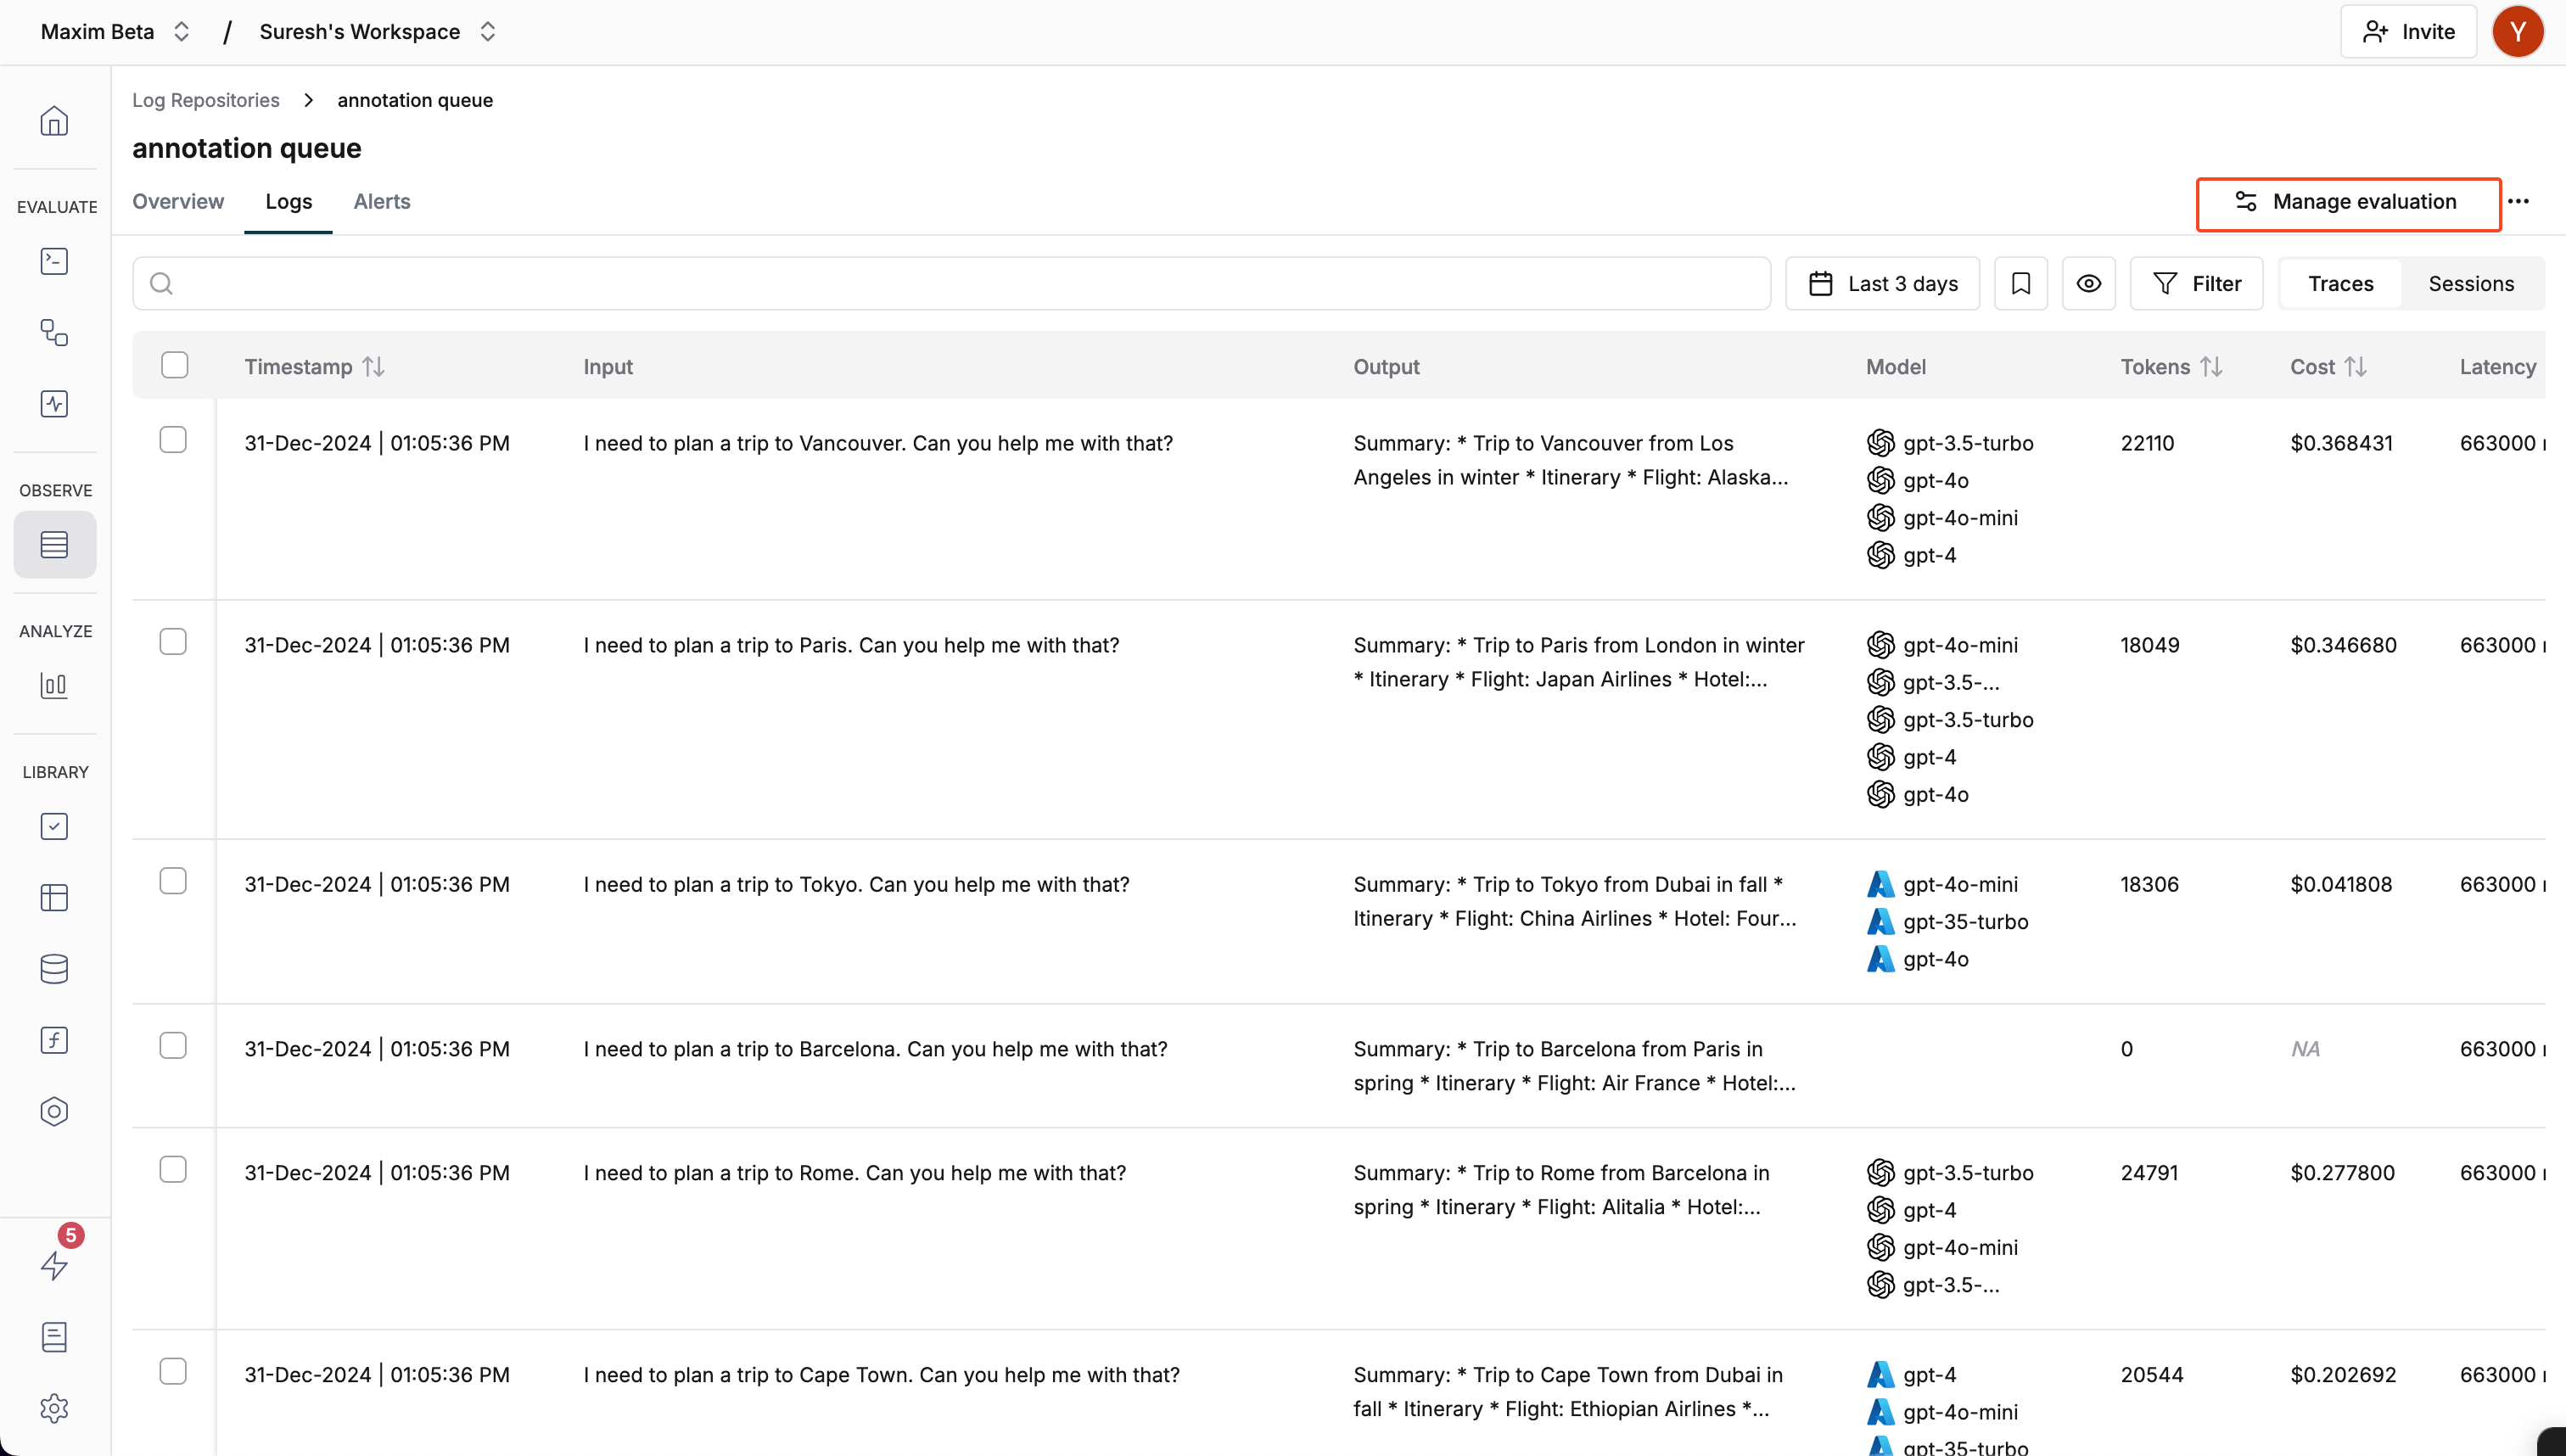 Maxim Beta / Suresh's Workspace Invite Y
Log Repositories > annotation queue
annotation queue
Overview Logs Alerts Manage evaluation ...
EVALUATE
OBSERVE
ANALYZE
LIBRARY
5
Last 3 days Filter Traces Sessions
Timestamp Input Output Model Tokens Cost Latency
31-Dec-2024 | 01:05:36 PM I need to plan a trip to Vancouver. Can you help me with that? Summary: * Trip to Vancouver from Los gpt-3.5-turbo 22110 $0.368431 663000
Angeles in winter * Itinerary * Flight: Alaska... gpt-4o
gpt-4o-mini
gpt-4
31-Dec-2024 | 01:05:36 PM I need to plan a trip to Paris. Can you help me with that? Summary: * Trip to Paris from London in winter gpt-4o-mini 18049 $0.346680 663000
* Itinerary * Flight: Japan Airlines * Hotel:... gpt-3.5-...
gpt-3.5-turbo
gpt-4
gpt-4o
31-Dec-2024 | 01:05:36 PM I need to plan a trip to Tokyo. Can you help me with that? Summary: * Trip to Tokyo from Dubai in fall * gpt-4o-mini 18306 $0.041808 663000
Itinerary * Flight: China Airlines * Hotel: Four... gpt-35-turbo
gpt-4o
31-Dec-2024 | 01:05:36 PM I need to plan a trip to Barcelona. Can you help me with that? Summary: * Trip to Barcelona from Paris in 0 NA 663000
spring * Itinerary * Flight: Air France * Hotel:...
31-Dec-2024 | 01:05:36 PM I need to plan a trip to Rome. Can you help me with that? Summary: * Trip to Rome from Barcelona in gpt-3.5-turbo 24791 $0.277800 663000
spring * Itinerary * Flight: Alitalia * Hotel:... gpt-4
gpt-4o-mini
gpt-3.5-...
31-Dec-2024 | 01:05:36 PM I need to plan a trip to Cape Town. Can you help me with that? Summary: * Trip to Cape Town from Dubai in gpt-4 20544 $0.202692 663000
fall * Itinerary * Flight: Ethiopian Airlines *... gpt-4o-mini
gpt-35-turbo